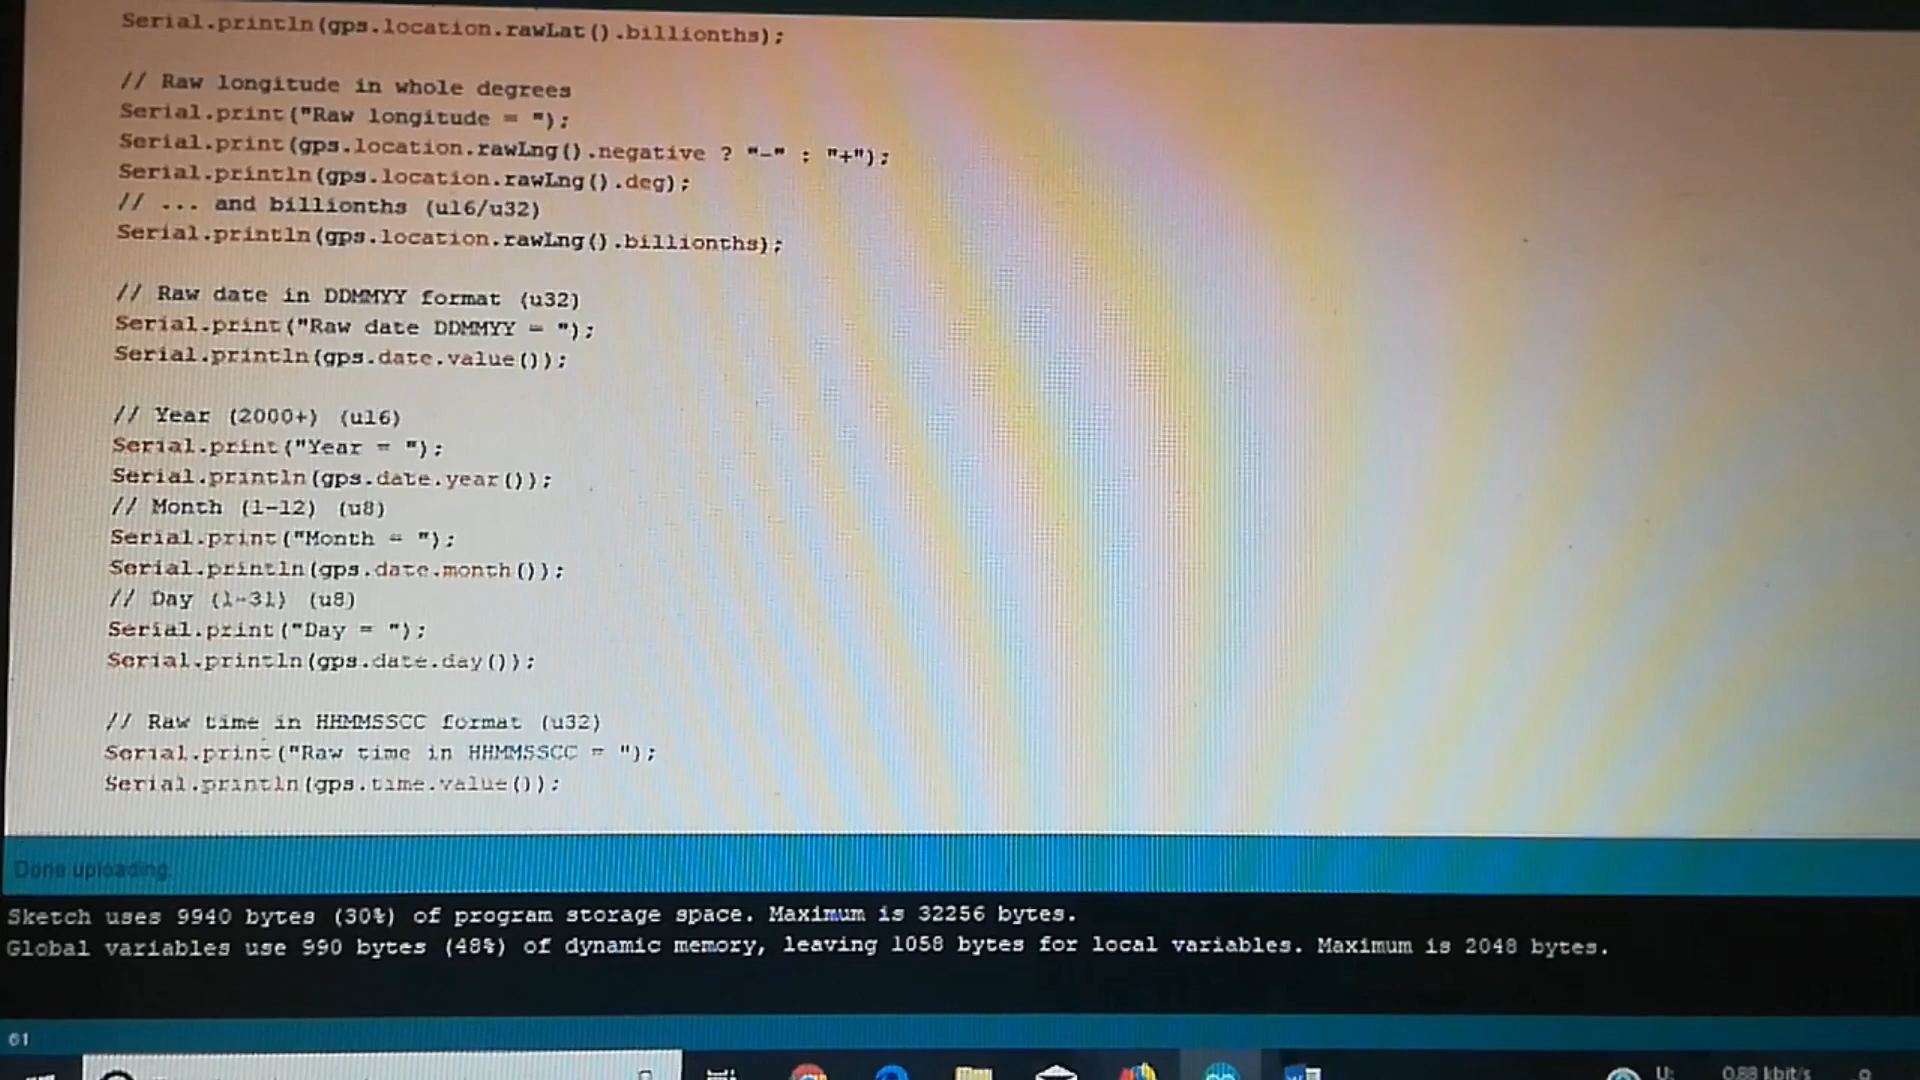 Serial.println(gps.location.rawLat().billionths);
// Raw longitude in whole degrees
Serial.print("Raw longitude = ");
Serial.print(gps.location.rawLng().negative ? "-" : "+");
Serial.println(gps.location.rawLng().deg);
// ... and billionths (u16/u32)
Serial.println(gps.location.rawLng().billionths);
// Raw date in DDMMYY format (u32)
Serial.print("Raw date DDMMYY = ");
Serial.println(gps.date.value());
// Year (2000+) (u16)
Serial.print("Year = ");
Serial.println(gps.date.year());
// Month (1-12) (u8)
Serial.print("Month = ");
Serial.println(gps.date.month());
// Day (1-31) (u8)
Serial.print("Day = ");
Serial.println(gps.date.day());
// Raw time in HHMMSSCC format (u32)
Serial.print("Raw time in HHMMSSCC = ");
Serial.println(gps.time.value());
Done uploading.
Sketch uses 9940 bytes (30%) of program storage space. Maximum is 32256 bytes.
Global variables use 990 bytes (48%) of dynamic memory, leaving 1058 bytes for local variables. Maximum is 2048 bytes.
61
U: 0.88 kbit/s